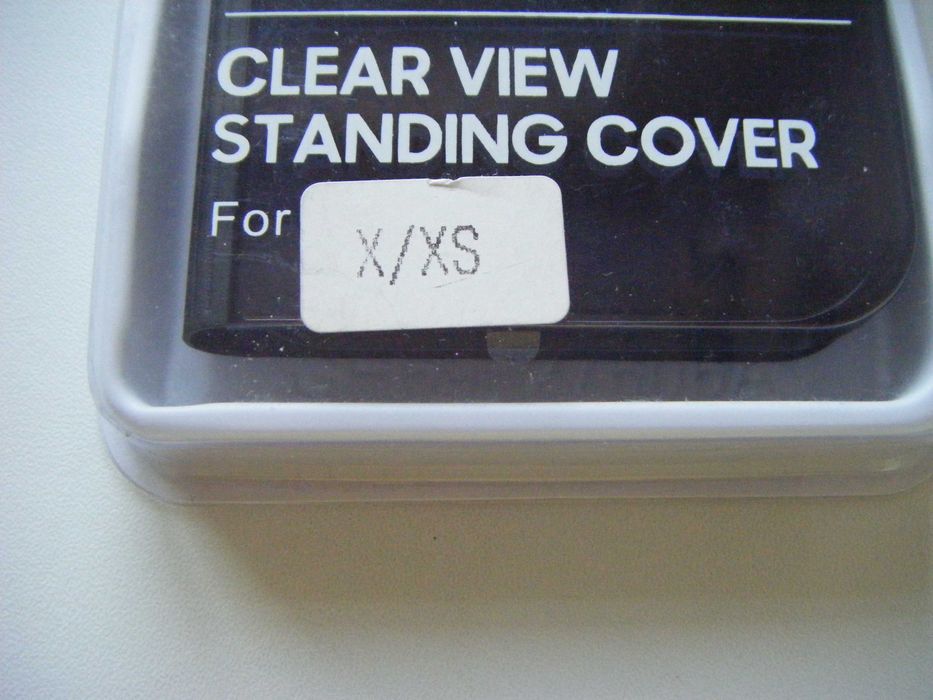 CLEAR VIEW
STANDING COVER
For X/XS